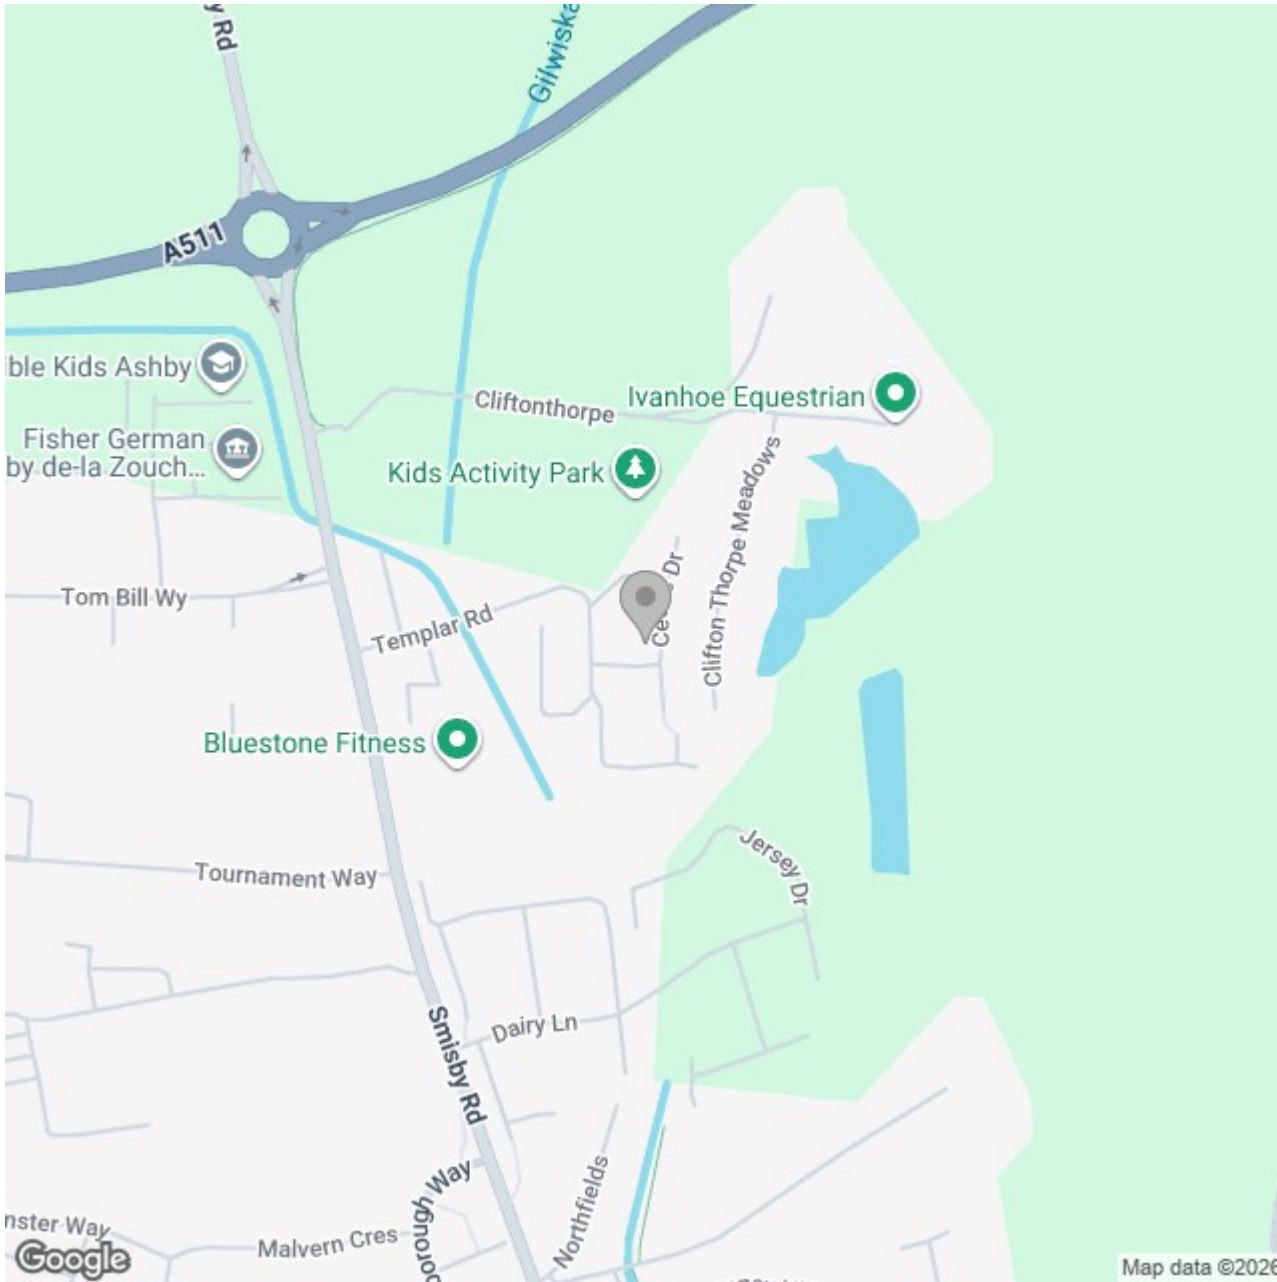 y Rd
Gilwiska
A511
ible Kids Ashby
Cliftonthorpe
Ivanhoe Equestrian
Fisher German
by de-la Zouch...
Kids Activity Park
Clifton Thorpe Meadows
Dr
Tom Bill Wy
Templar Rd
Bluestone Fitness
Tournament Way
Jersey Dr
Smisby Rd
Dairy Ln
Northfields
orough Way
nster Way
Malvern Cres
Google
Map data ©2026